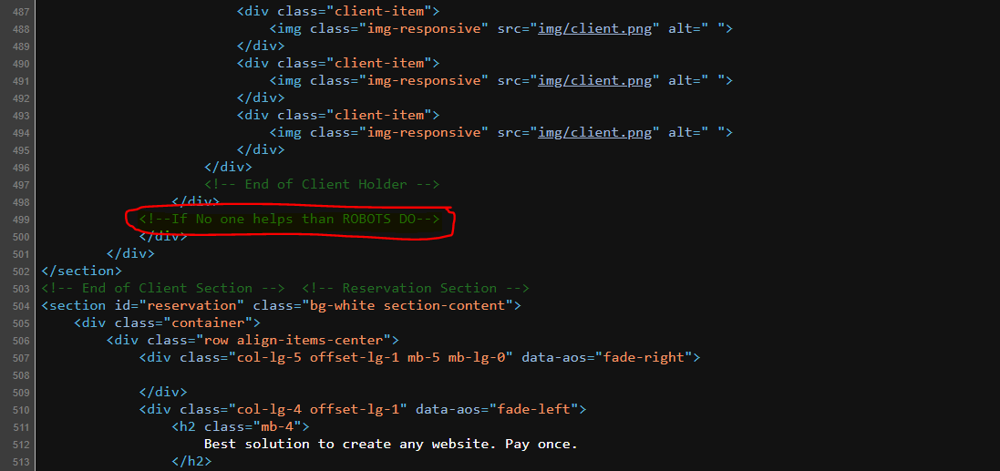 487 <div class="client-item">
488 <img class="img-responsive" src="img/client.png" alt=" ">
489 </div>
490 <div class="client-item">
491 <img class="img-responsive" src="img/client.png" alt=" ">
492 </div>
493 <div class="client-item">
494 <img class="img-responsive" src="img/client.png" alt=" ">
495 </div>
496 </div>
497 <!-- End of Client Holder -->
498 </div>
499 <!--If No one helps than ROBOTS DO-->
500 </div>
501 </div>
502 </section>
503 <!-- End of Client Section --> <!-- Reservation Section -->
504 <section id="reservation" class="bg-white section-content">
505 <div class="container">
506 <div class="row align-items-center">
507 <div class="col-lg-5 offset-lg-1 mb-5 mb-lg-0" data-aos="fade-right">
508
509 </div>
510 <div class="col-lg-4 offset-lg-1" data-aos="fade-left">
511 <h2 class="mb-4">
512 Best solution to create any website. Pay once.
513 </h2>